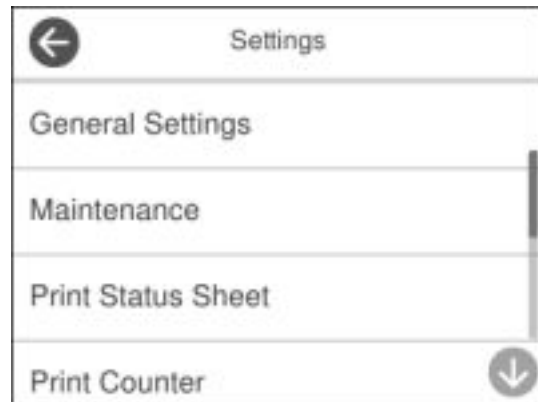 Settings
General Settings
Maintenance
Print Status Sheet
Print Counter